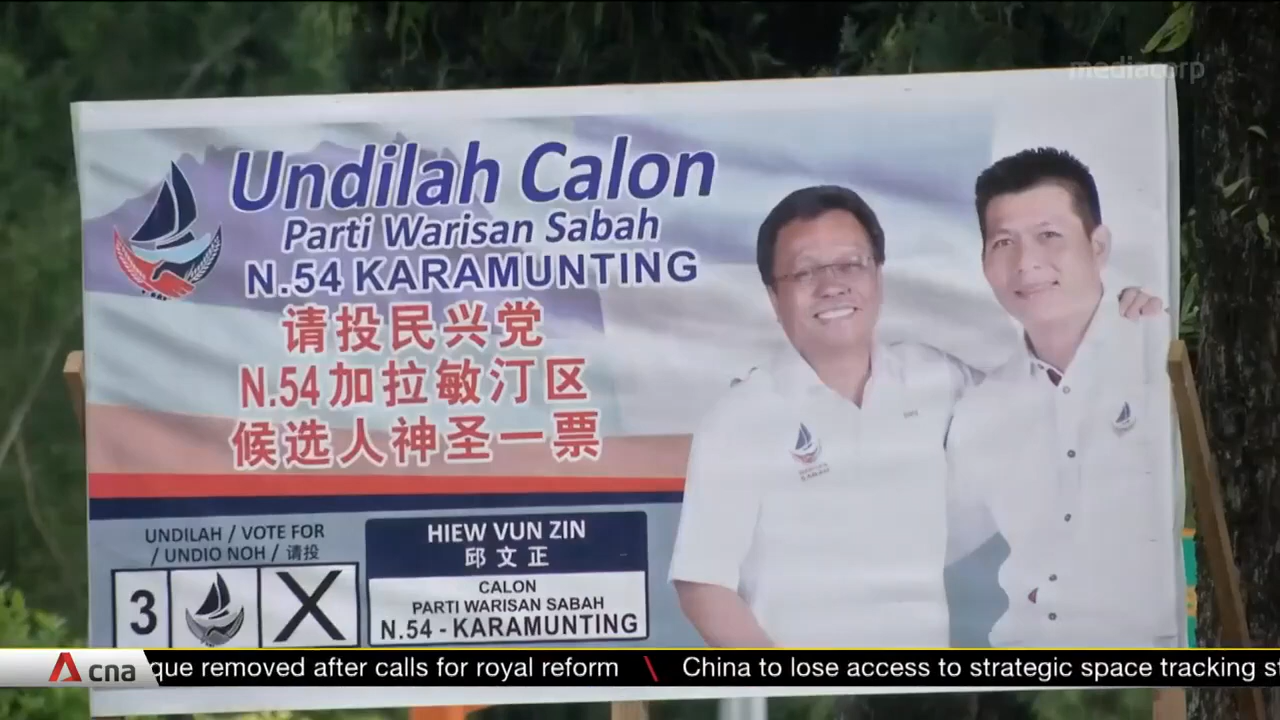 mediacorp
Undilah Calon
Parti Warisan Sabah
N.54 KARAMUNTING
请投民兴党
N.54加拉敏汀区
候选人神圣一票
UNDILAH / VOTE FOR
/ UNDIO NOH / 请投
3
X
HIEW VUN ZIN
邱文正
CALON
PARTI WARISAN SABAH
N.54 - KARAMUNTING
SABAH
cna
que removed after calls for royal reform \ China to lose access to strategic space tracking s